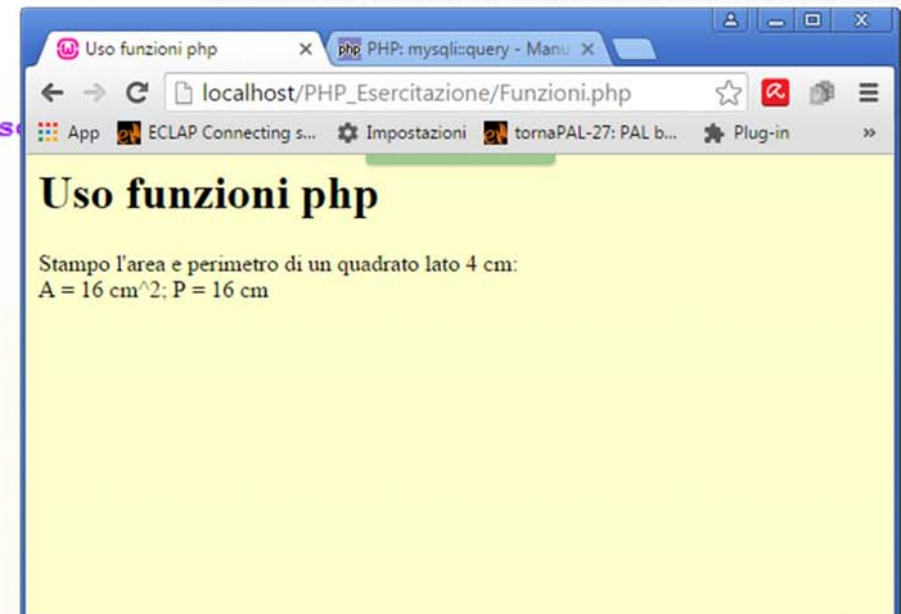 Uso funzioni php
PHP: mysqli::query - Manu
localhost/PHP_Esercitazione/Funzioni.php
App ECLAP Connecting s... Impostazioni tornaPAL-27: PAL b... Plug-in »
Uso funzioni php
Stampo l'area e perimetro di un quadrato lato 4 cm:
A = 16 cm^2; P = 16 cm